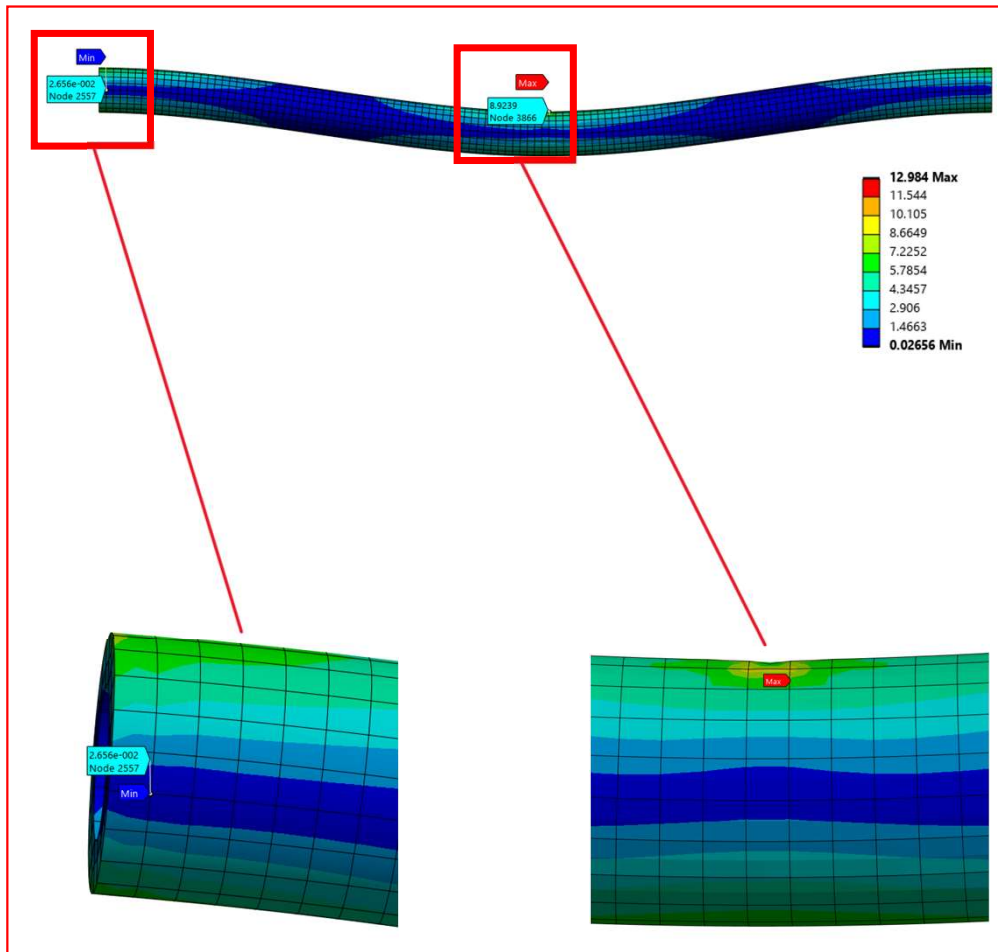 Min
2.656e-002
Node 2557
Max
8.9239
Node 3866
12.984 Max
11.544
10.105
8.6649
7.2252
5.7854
4.3457
2.906
1.4663
0.02656 Min
2.656e-002
Node 2557
Min
Max